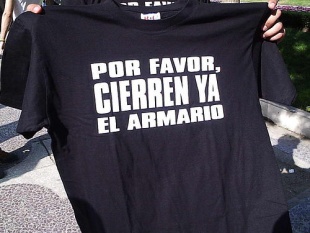 POR FAVOR,
CIERREN YA
EL ARMARIO